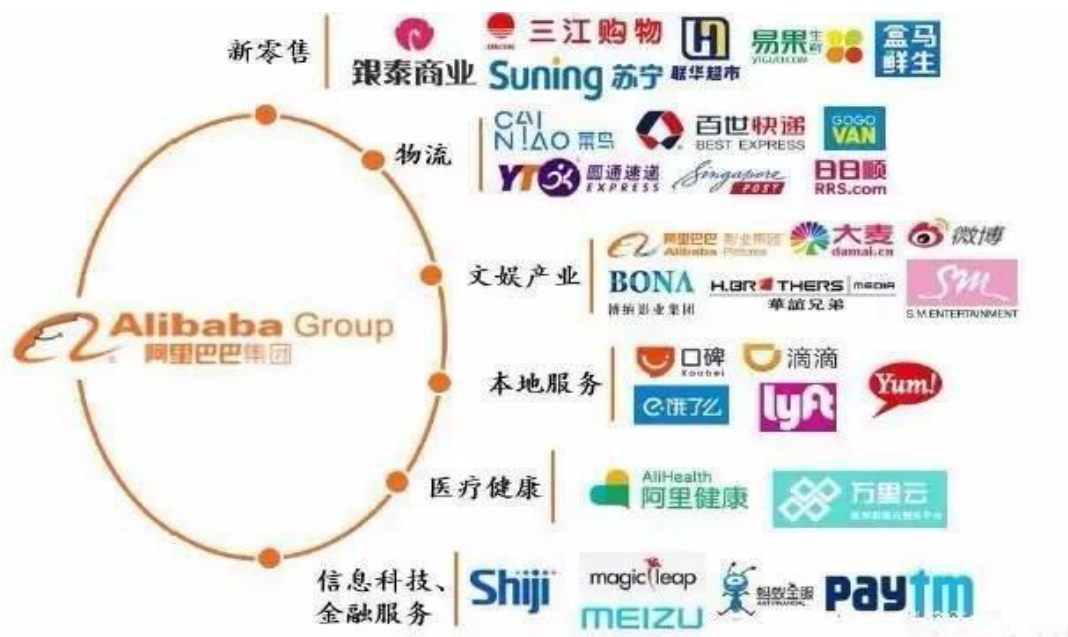 新零售
銀泰商业
三江购物
Suning 苏宁
联华超市
易果生鲜
YIGUO.COM
盒马
鲜生
物流
CAI
NIAO 菜鸟
百世快递
BEST EXPRESS
GOGO
VAN
YTO 圆通速递
EXPRESS
Singapore
POST
日日顺
RRS.com
文娱产业
阿里巴巴 影业集团
Alibaba Pictures
大麦
damai.cn
微博
BONA
博纳影业集团
H.BROTHERS MEDIA
華誼兄弟
SM
S.M.ENTERTAINMENT
Alibaba Group
阿里巴巴集团
本地服务
口碑
Koubei
滴滴
饿了么
lyft
Yum!
医疗健康
AliHealth
阿里健康
万里云
信息科技、
金融服务
Shiji
magic leap
MEIZU
蚂蚁金服
ANT FINANCIAL
paytm